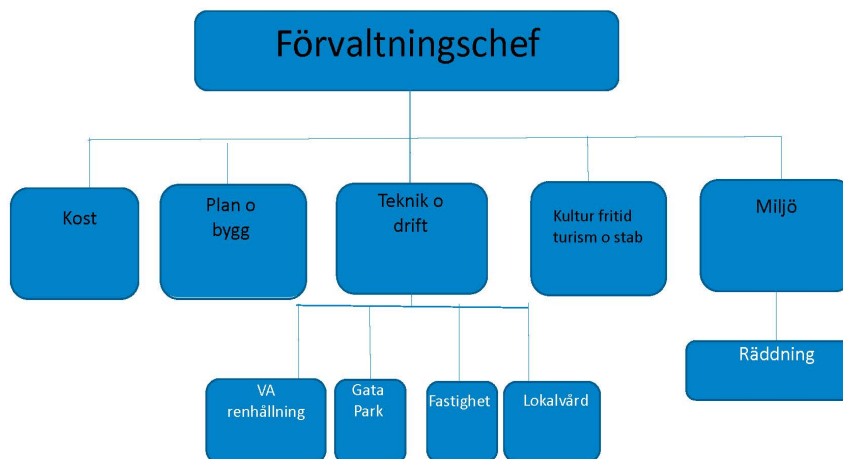 Förvaltningschef
Kost
Plan o
bygg
Teknik o
drift
Kultur fritid
turism o stab
Miljö
Räddning
VA
renhållning
Gata
Park
Fastighet
Lokalvård